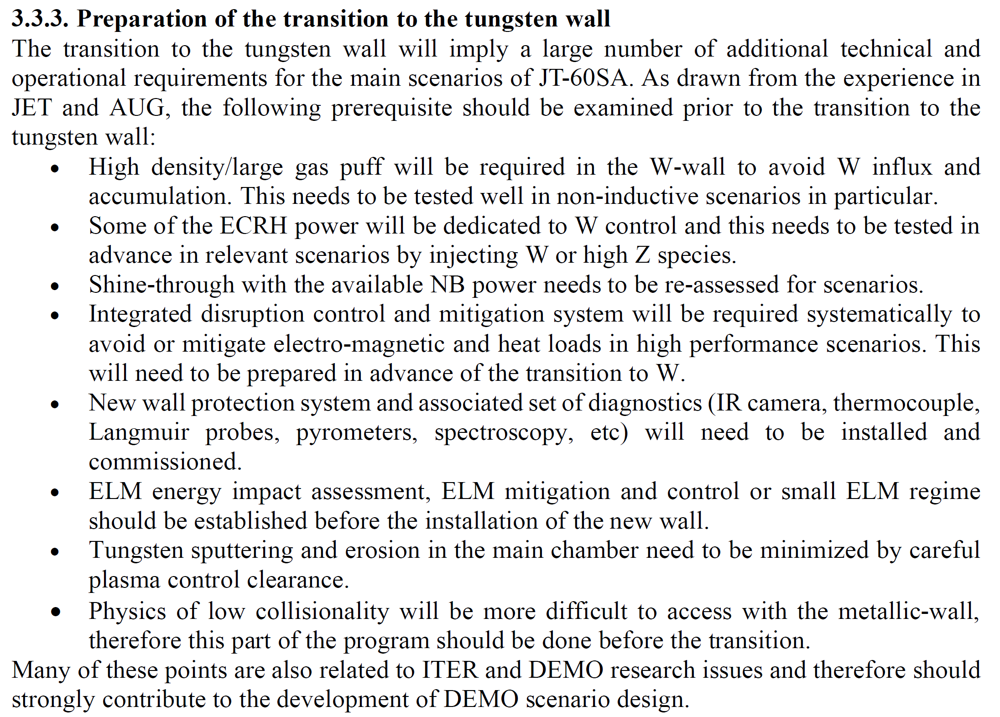 3.3.3. Preparation of the transition to the tungsten wall
The transition to the tungsten wall will imply a large number of additional technical and
operational requirements for the main scenarios of JT-60SA. As drawn from the experience in
JET and AUG, the following prerequisite should be examined prior to the transition to the
tungsten wall:
• High density/large gas puff will be required in the W-wall to avoid W influx and
accumulation. This needs to be tested well in non-inductive scenarios in particular.
• Some of the ECRH power will be dedicated to W control and this needs to be tested in
advance in relevant scenarios by injecting W or high Z species.
• Shine-through with the available NB power needs to be re-assessed for scenarios.
• Integrated disruption control and mitigation system will be required systematically to
avoid or mitigate electro-magnetic and heat loads in high performance scenarios. This
will need to be prepared in advance of the transition to W.
• New wall protection system and associated set of diagnostics (IR camera, thermocouple,
Langmuir probes, pyrometers, spectroscopy, etc) will need to be installed and
commissioned.
• ELM energy impact assessment, ELM mitigation and control or small ELM regime
should be established before the installation of the new wall.
• Tungsten sputtering and erosion in the main chamber need to be minimized by careful
plasma control clearance.
• Physics of low collisionality will be more difficult to access with the metallic-wall,
therefore this part of the program should be done before the transition.
Many of these points are also related to ITER and DEMO research issues and therefore should
strongly contribute to the development of DEMO scenario design.